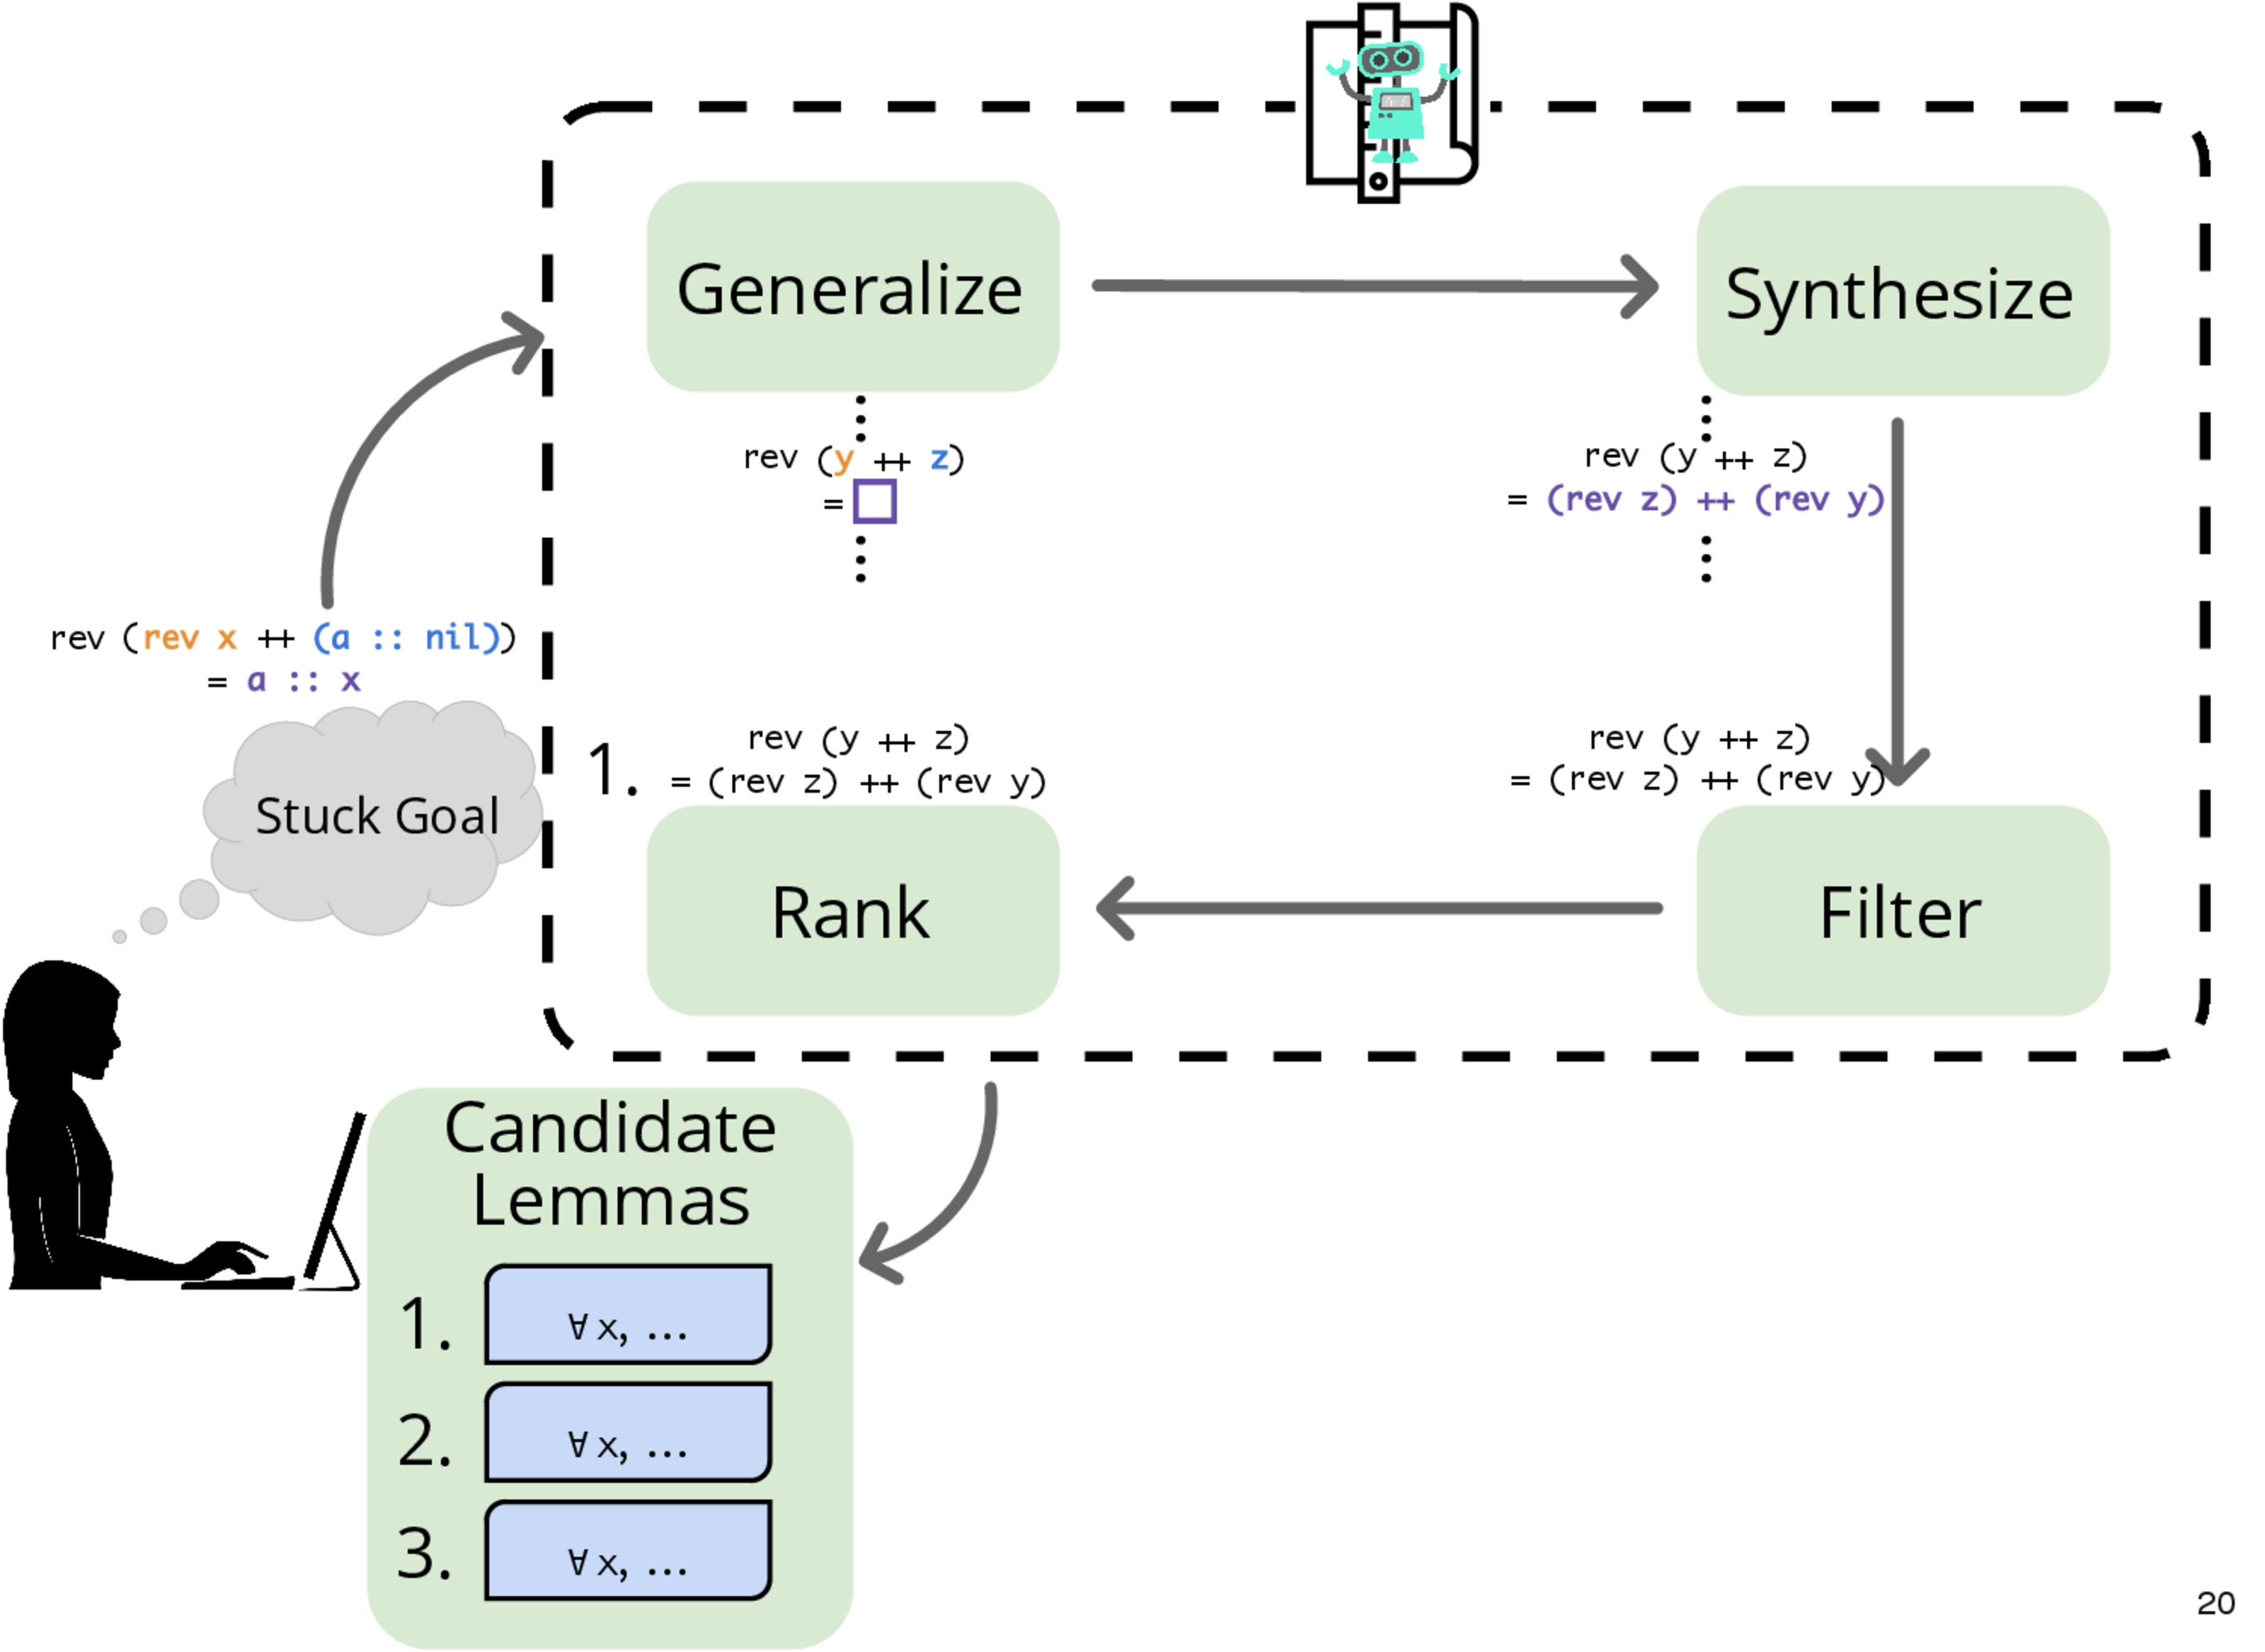 Generalize
Synthesize
rev (y ++ z)
= □
rev (y ++ z)
= (rev z) ++ (rev y)
rev (rev x ++ (a :: nil))
= a :: x
Stuck Goal
1.
rev (y ++ z)
= (rev z) ++ (rev y)
rev (y ++ z)
= (rev z) ++ (rev y)
Rank
Filter
Candidate
Lemmas
1. ∀ x, ...
2. ∀ x, ...
3. ∀ x, ...
20